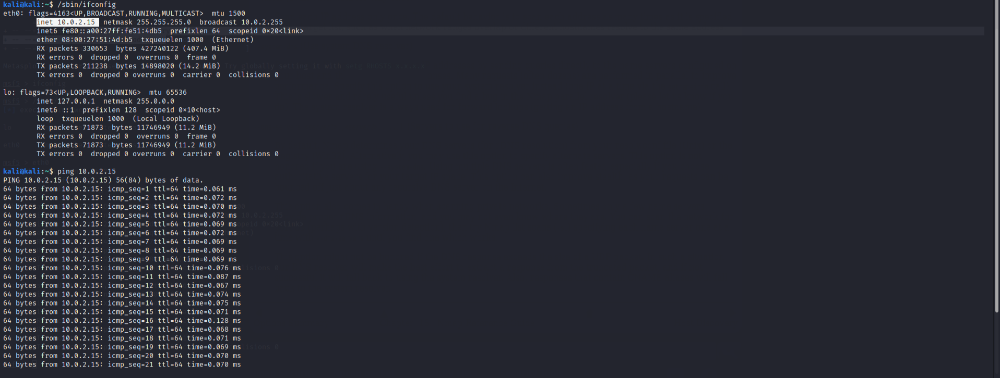 kali@kali:~$ /sbin/ifconfig
eth0: flags=4163<UP,BROADCAST,RUNNING,MULTICAST>  mtu 1500
        inet 10.0.2.15  netmask 255.255.255.0  broadcast 10.0.2.255
        inet6 fe80::a00:27ff:fe51:4db5  prefixlen 64  scopeid 0×20<link>
        ether 08:00:27:51:4d:b5  txqueuelen 1000  (Ethernet)
        RX packets 330653  bytes 427240122 (407.4 MiB)
        RX errors 0  dropped 0  overruns 0  frame 0
        TX packets 211238  bytes 14898020 (14.2 MiB)
        TX errors 0  dropped 0 overruns 0  carrier 0  collisions 0
lo: flags=73<UP,LOOPBACK,RUNNING>  mtu 65536
        inet 127.0.0.1  netmask 255.0.0.0
        inet6 ::1  prefixlen 128  scopeid 0×10<host>
        loop  txqueuelen 1000  (Local Loopback)
        RX packets 71873  bytes 11746949 (11.2 MiB)
        RX errors 0  dropped 0  overruns 0  frame 0
        TX packets 71873  bytes 11746949 (11.2 MiB)
        TX errors 0  dropped 0 overruns 0  carrier 0  collisions 0
kali@kali:~$ ping 10.0.2.15
PING 10.0.2.15 (10.0.2.15) 56(84) bytes of data.
64 bytes from 10.0.2.15: icmp_seq=1 ttl=64 time=0.061 ms
64 bytes from 10.0.2.15: icmp_seq=2 ttl=64 time=0.072 ms
64 bytes from 10.0.2.15: icmp_seq=3 ttl=64 time=0.070 ms
64 bytes from 10.0.2.15: icmp_seq=4 ttl=64 time=0.072 ms
64 bytes from 10.0.2.15: icmp_seq=5 ttl=64 time=0.069 ms
64 bytes from 10.0.2.15: icmp_seq=6 ttl=64 time=0.072 ms
64 bytes from 10.0.2.15: icmp_seq=7 ttl=64 time=0.069 ms
64 bytes from 10.0.2.15: icmp_seq=8 ttl=64 time=0.069 ms
64 bytes from 10.0.2.15: icmp_seq=9 ttl=64 time=0.069 ms
64 bytes from 10.0.2.15: icmp_seq=10 ttl=64 time=0.076 ms
64 bytes from 10.0.2.15: icmp_seq=11 ttl=64 time=0.087 ms
64 bytes from 10.0.2.15: icmp_seq=12 ttl=64 time=0.067 ms
64 bytes from 10.0.2.15: icmp_seq=13 ttl=64 time=0.074 ms
64 bytes from 10.0.2.15: icmp_seq=14 ttl=64 time=0.075 ms
64 bytes from 10.0.2.15: icmp_seq=15 ttl=64 time=0.071 ms
64 bytes from 10.0.2.15: icmp_seq=16 ttl=64 time=0.128 ms
64 bytes from 10.0.2.15: icmp_seq=17 ttl=64 time=0.068 ms
64 bytes from 10.0.2.15: icmp_seq=18 ttl=64 time=0.071 ms
64 bytes from 10.0.2.15: icmp_seq=19 ttl=64 time=0.069 ms
64 bytes from 10.0.2.15: icmp_seq=20 ttl=64 time=0.070 ms
64 bytes from 10.0.2.15: icmp_seq=21 ttl=64 time=0.070 ms